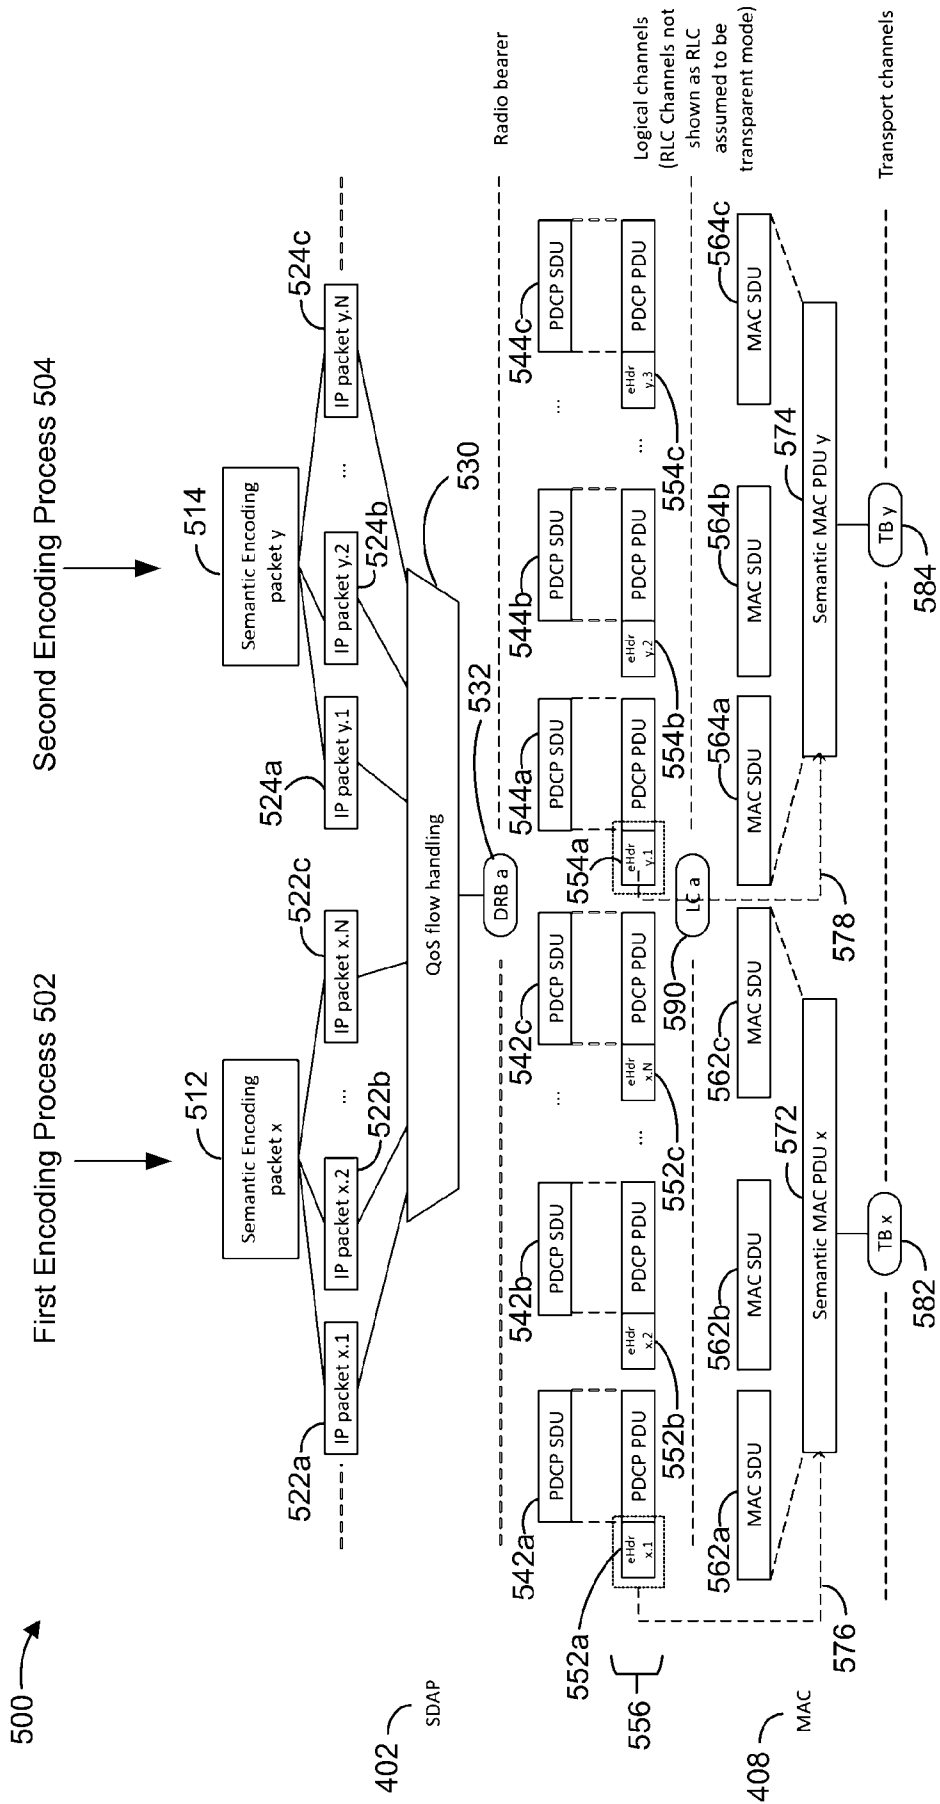 500
First Encoding Process 502
Second Encoding Process 504
512
514
Semantic Encoding
packet x
Semantic Encoding
packet y
522a
522b
522c
524a
524b
524c
IP packet x.1
IP packet x.2
...
IP packet x.N
IP packet y.1
IP packet y.2
...
IP packet y.N
402
SDAP
QoS flow handling
530
532
DRB a
Radio bearer
542a
542b
542c
544a
544b
544c
PDCP SDU
PDCP SDU
...
PDCP SDU
PDCP SDU
PDCP SDU
...
PDCP SDU
552a
eHdr
x.1
PDCP PDU
eHdr
x.2
PDCP PDU
...
eHdr
x.N
PDCP PDU
554a
eHdr
y.1
PDCP PDU
eHdr
y.2
PDCP PDU
...
eHdr
y.3
PDCP PDU
556
552b
552c
554b
554c
590
LC a
Logical channels
(RLC Channels not
shown as RLC
assumed to be
transparent mode)
408
MAC
562a
562b
562c
564a
564b
564c
MAC SDU
MAC SDU
MAC SDU
MAC SDU
MAC SDU
MAC SDU
572
574
Semantic MAC PDU x
Semantic MAC PDU y
576
578
TB x
TB y
582
584
Transport channels